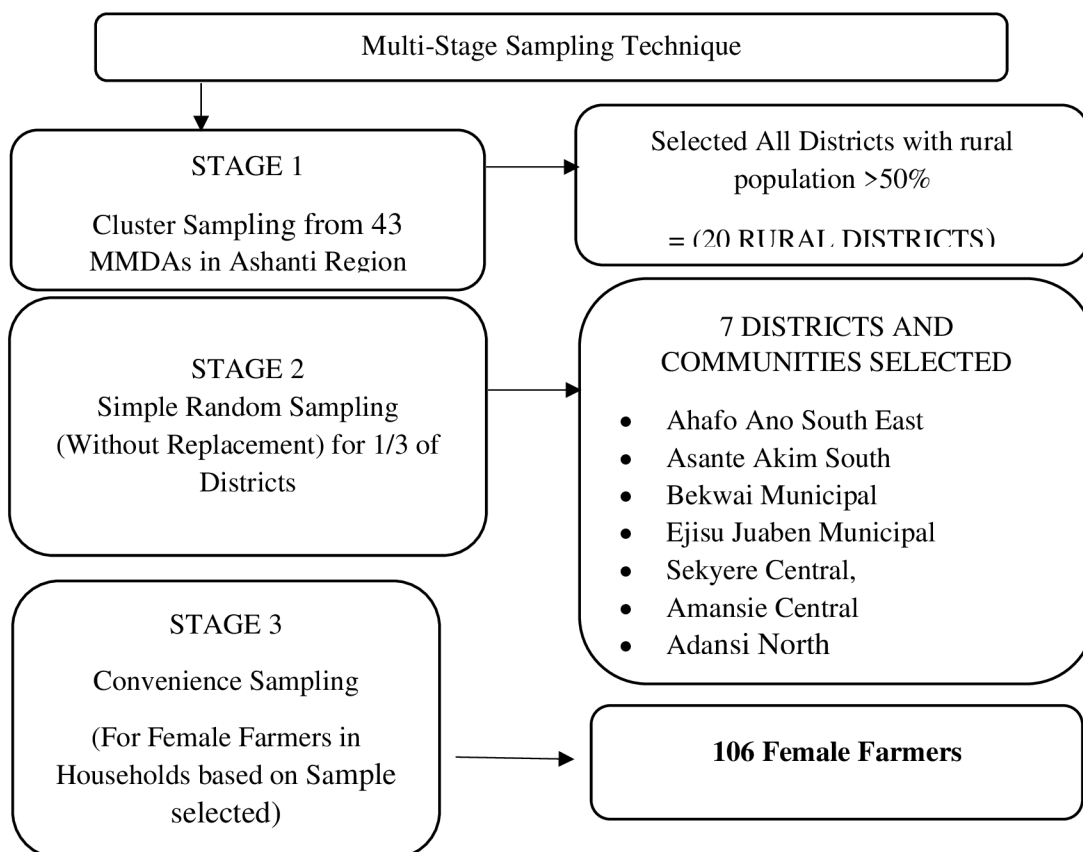 Multi-Stage Sampling Technique
STAGE 1
Cluster Sampling from 43
MMDAs in Ashanti Region
Selected All Districts with rural
population >50%
= (20 RURAL DISTRICTS)
STAGE 2
Simple Random Sampling
(Without Replacement) for 1/3 of
Districts
7 DISTRICTS AND
COMMUNITIES SELECTED
• Ahafo Ano South East
• Asante Akim South
• Bekwai Municipal
• Ejisu Juaben Municipal
• Sekyere Central,
• Amansie Central
• Adansi North
STAGE 3
Convenience Sampling
(For Female Farmers in
Households based on Sample
selected)
106 Female Farmers